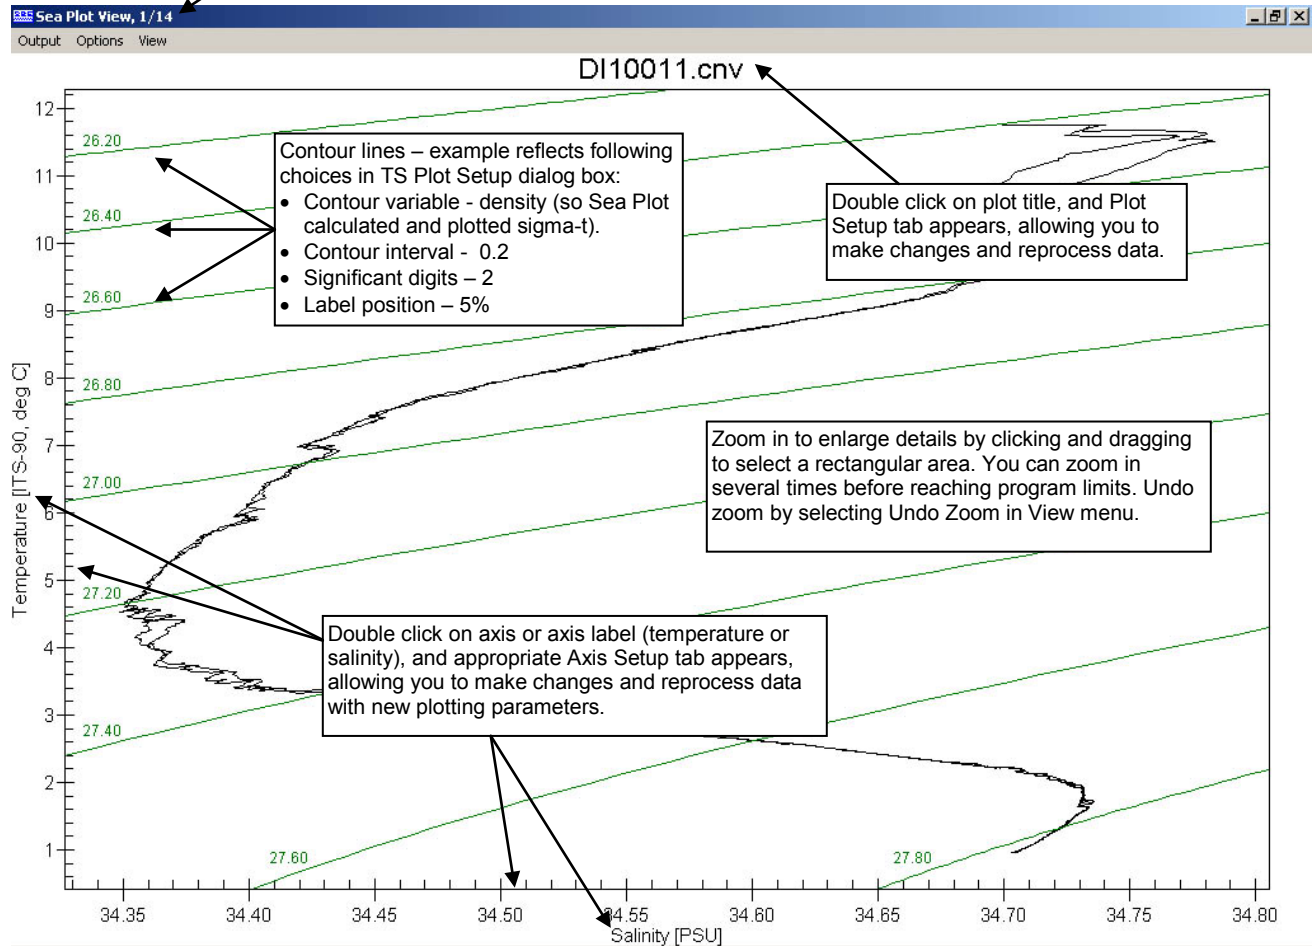 Sea Plot View, 1/14
Output Options View
DI10011.cnv
12
11
10
9
8
7
6
5
4
3
2
1
Temperature [ITS-90, deg C]
26.20
26.40
26.60
26.80
27.00
27.20
27.40
27.60
27.80
Contour lines – example reflects following
choices in TS Plot Setup dialog box:
• Contour variable - density (so Sea Plot
calculated and plotted sigma-t).
• Contour interval - 0.2
• Significant digits – 2
• Label position – 5%
Double click on plot title, and Plot
Setup tab appears, allowing you to
make changes and reprocess data.
Zoom in to enlarge details by clicking and dragging
to select a rectangular area. You can zoom in
several times before reaching program limits. Undo
zoom by selecting Undo Zoom in View menu.
Double click on axis or axis label (temperature or
salinity), and appropriate Axis Setup tab appears,
allowing you to make changes and reprocess data
with new plotting parameters.
34.35 34.40 34.45 34.50 34.55 34.60 34.65 34.70 34.75 34.80
Salinity [PSU]